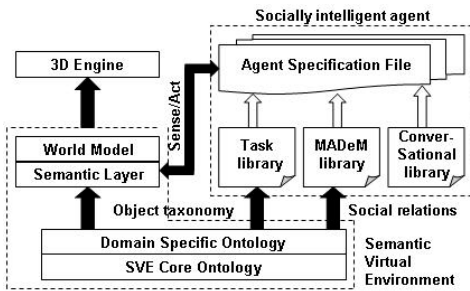 Socially intelligent agent
3D Engine
Agent Specification File
Sense/Act
World Model
Semantic Layer
Task
library
MADeM
library
Conver-
Sational
library
Object taxonomy
Social relations
Domain Specific Ontology
SVE Core Ontology
Semantic
Virtual
Environment